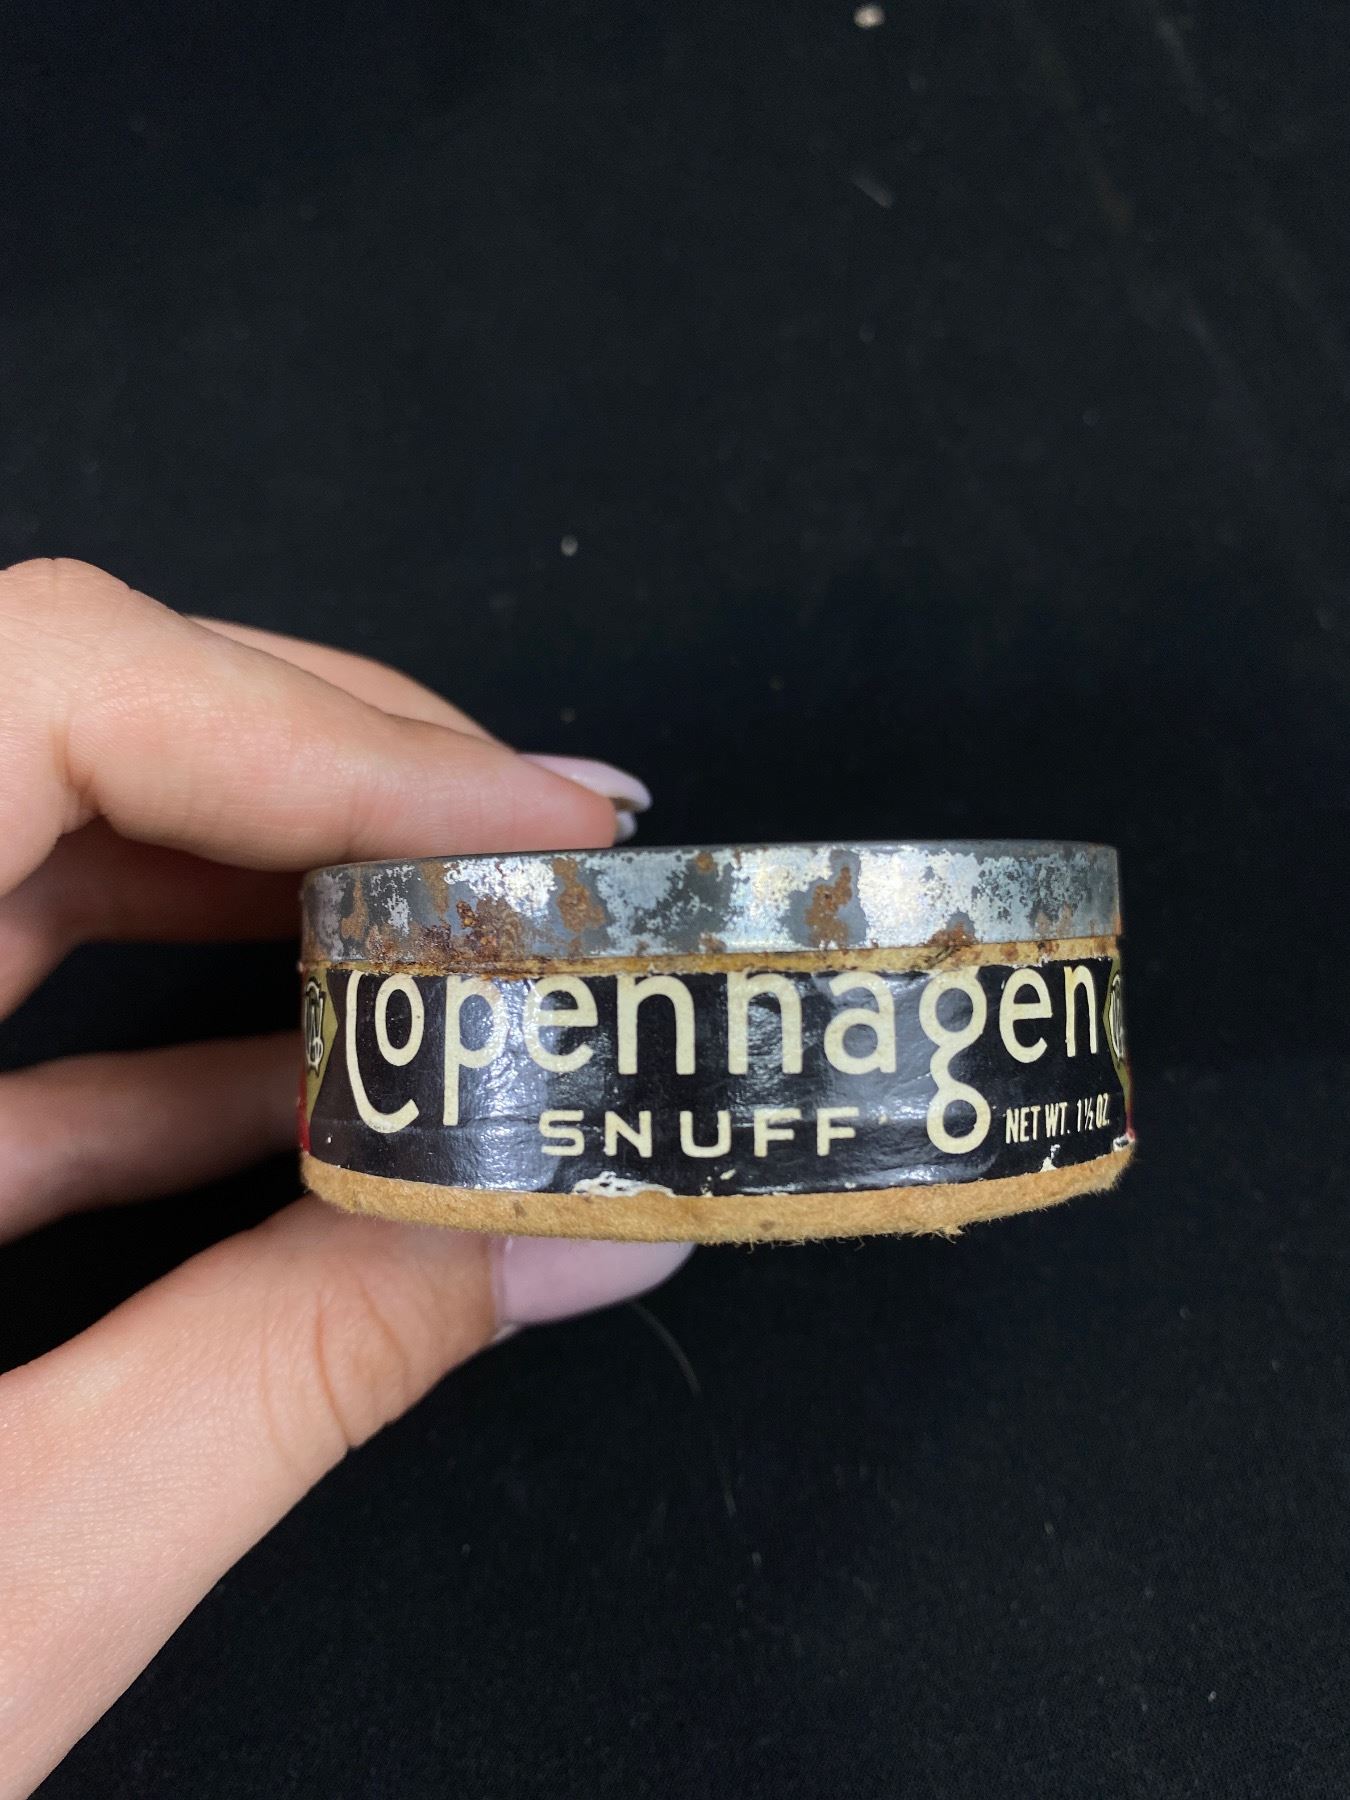 Copenhagen
SNUFF
NET WT. 1½ OZ.